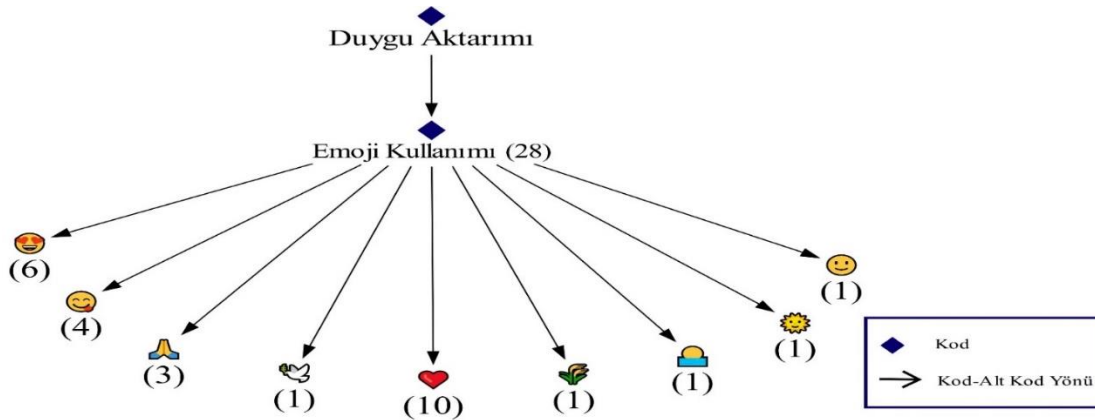 Duygu Aktarımı
Emoji Kullanımı (28)
(6)
(4)
(3)
(1)
(10)
(1)
(1)
(1)
(1)
Kod
Kod-Alt Kod Yönü